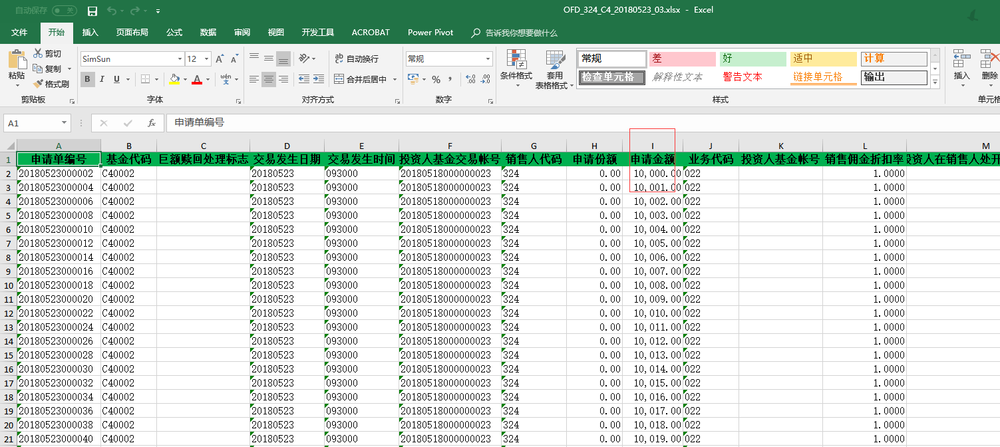 自动保存 关 OFD_324_C4_20180523_03.xlsx - Excel
文件 开始 插入 页面布局 公式 数据 审阅 视图 开发工具 ACROBAT Power Pivot 告诉我你想要做什么
粘贴 剪切 复制 格式刷 剪贴板
SimSun 12 B I U A wén 文 字体
ab 自动换行 合并后居中 对齐方式
常规 % , 数字
条件格式 套用 表格格式 常规 差 好 适中 计算
检查单元格 解释性文本 警告文本 链接单元格 输出 样式
插入 删除 单元格
A1 fx 申请单编号
A B C D E F G H I J K L M
1 申请单编号 基金代码 巨额赎回处理标志 交易发生日期 交易发生时间 投资人基金交易帐号 销售人代码 申请份额 申请金额 业务代码 投资人基金帐号 销售佣金折扣率 投资人在销售人处开
2 20180523000002 C40002 20180523 093000 20180518000000023 324 0.00 10,000.00 022 1.0000
3 20180523000004 C40002 20180523 093000 20180518000000023 324 0.00 10,001.00 022 1.0000
4 20180523000006 C40002 20180523 093000 20180518000000023 324 0.00 10,002.00 022 1.0000
5 20180523000008 C40002 20180523 093000 20180518000000023 324 0.00 10,003.00 022 1.0000
6 20180523000010 C40002 20180523 093000 20180518000000023 324 0.00 10,004.00 022 1.0000
7 20180523000012 C40002 20180523 093000 20180518000000023 324 0.00 10,005.00 022 1.0000
8 20180523000014 C40002 20180523 093000 20180518000000023 324 0.00 10,006.00 022 1.0000
9 20180523000016 C40002 20180523 093000 20180518000000023 324 0.00 10,007.00 022 1.0000
10 20180523000018 C40002 20180523 093000 20180518000000023 324 0.00 10,008.00 022 1.0000
11 20180523000020 C40002 20180523 093000 20180518000000023 324 0.00 10,009.00 022 1.0000
12 20180523000022 C40002 20180523 093000 20180518000000023 324 0.00 10,010.00 022 1.0000
13 20180523000024 C40002 20180523 093000 20180518000000023 324 0.00 10,011.00 022 1.0000
14 20180523000026 C40002 20180523 093000 20180518000000023 324 0.00 10,012.00 022 1.0000
15 20180523000028 C40002 20180523 093000 20180518000000023 324 0.00 10,013.00 022 1.0000
16 20180523000030 C40002 20180523 093000 20180518000000023 324 0.00 10,014.00 022 1.0000
17 20180523000032 C40002 20180523 093000 20180518000000023 324 0.00 10,015.00 022 1.0000
18 20180523000034 C40002 20180523 093000 20180518000000023 324 0.00 10,016.00 022 1.0000
19 20180523000036 C40002 20180523 093000 20180518000000023 324 0.00 10,017.00 022 1.0000
20 20180523000038 C40002 20180523 093000 20180518000000023 324 0.00 10,018.00 022 1.0000
21 20180523000040 C40002 20180523 093000 20180518000000023 324 0.00 10,019.00 022 1.0000